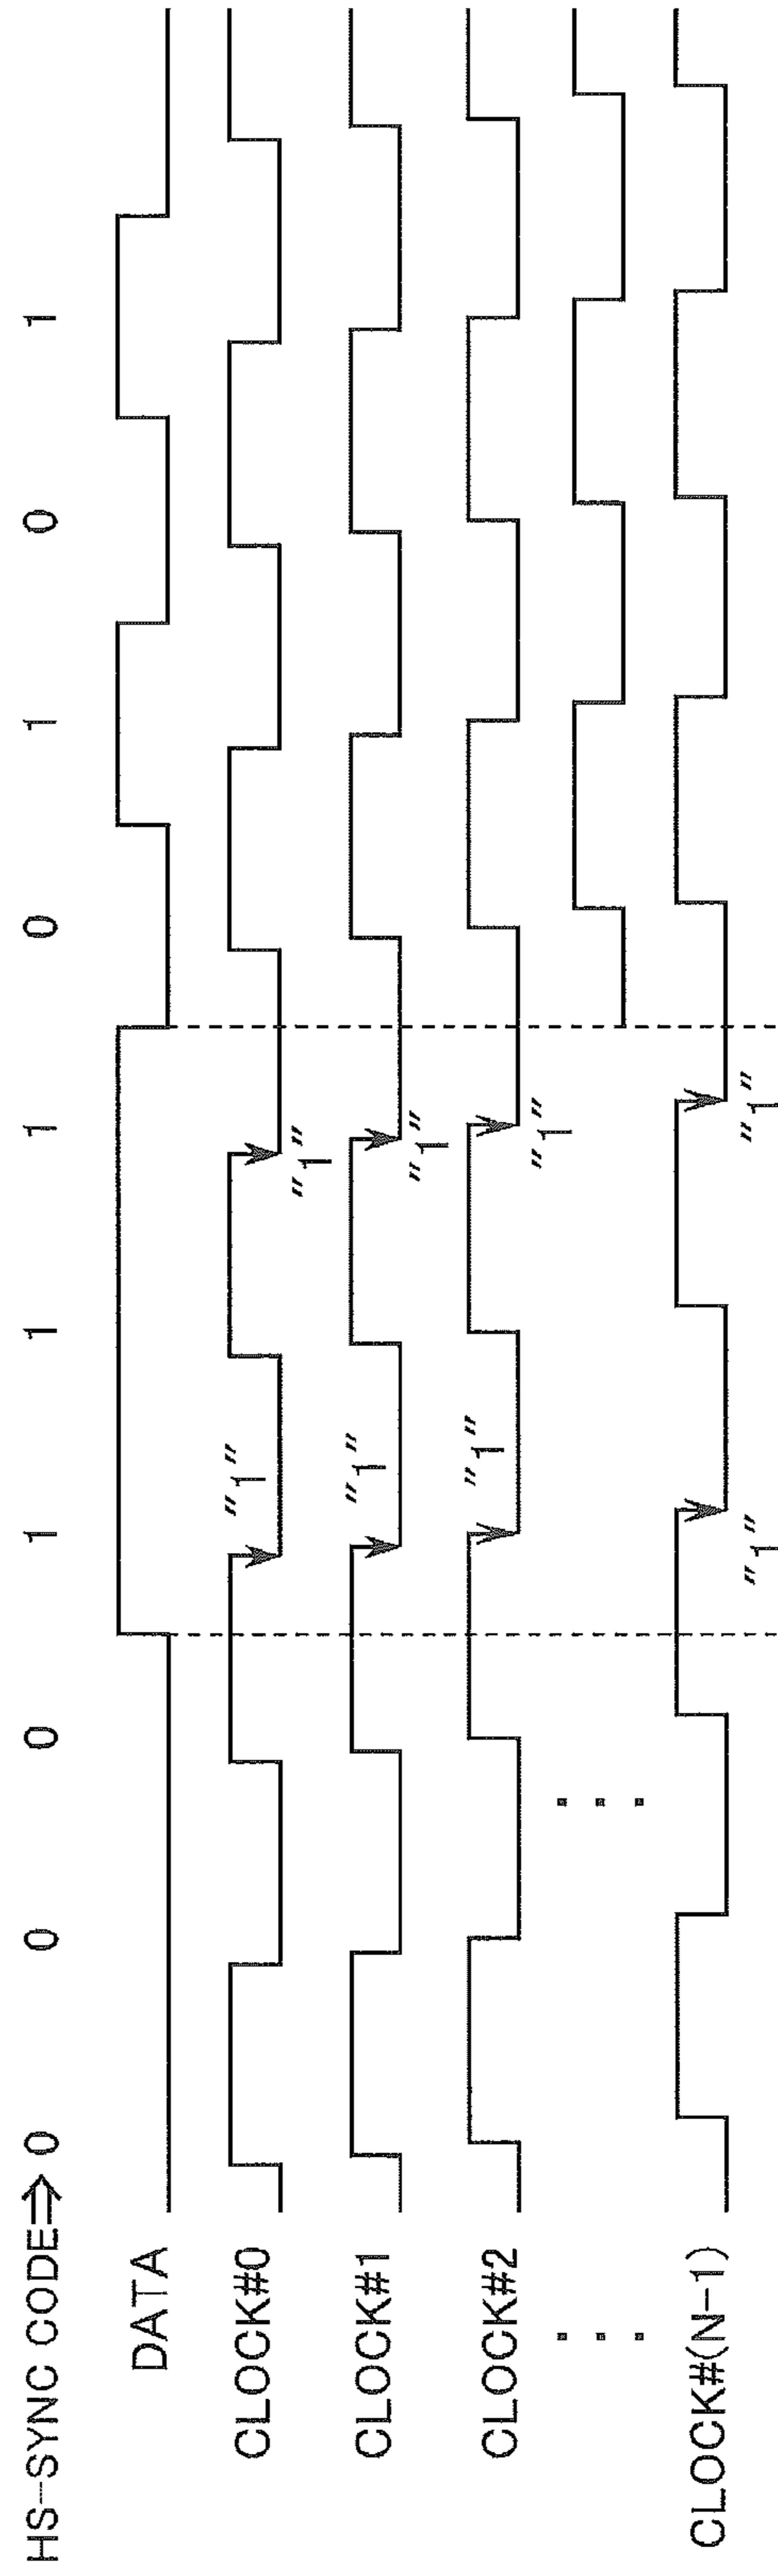 HS-SYNC CODE⇒ 0 0 0 1 1 1 0 1 0 1
DATA
CLOCK#0 "1" "1"
CLOCK#1 "1" "1"
CLOCK#2 "1" "1"
CLOCK#(N-1) "1" "1"